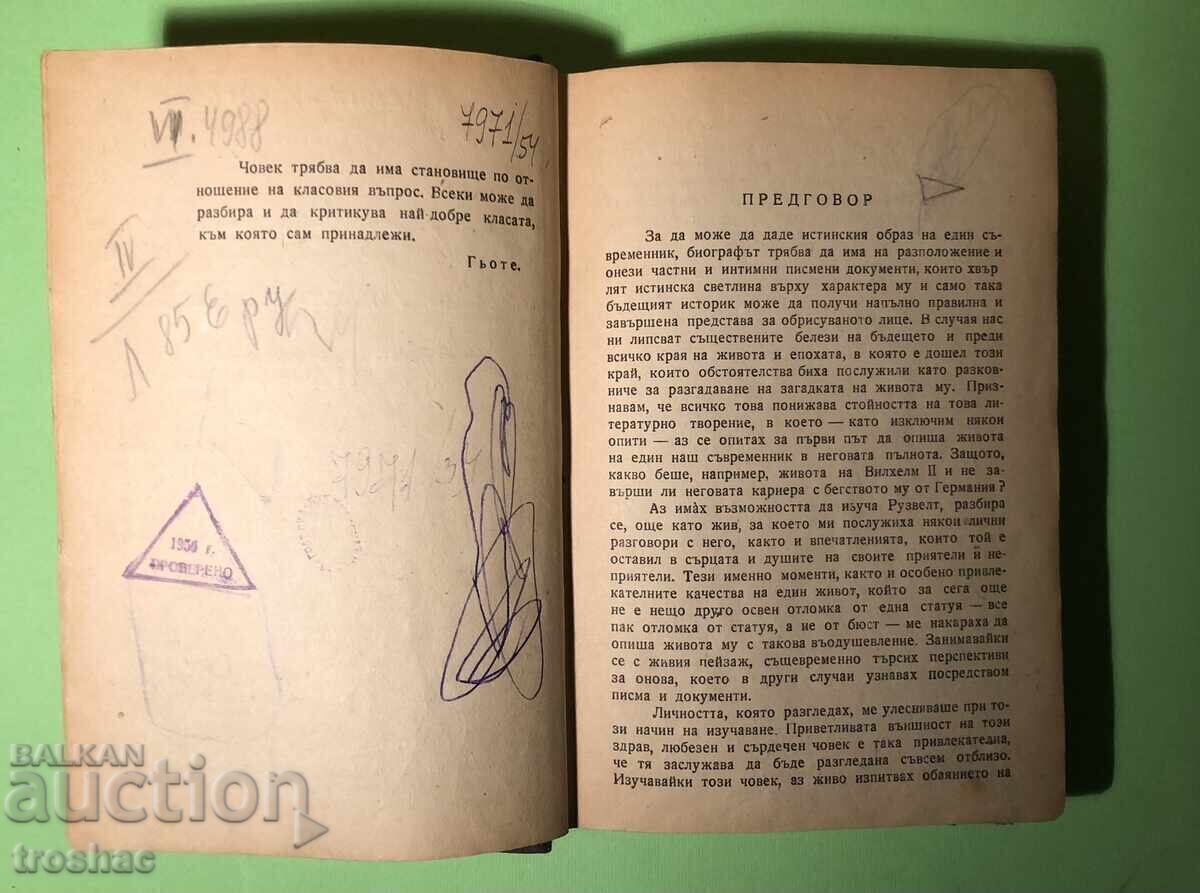 VI. 4988
7971/54
Човек трябва да има становище по от-
ношение на класовия въпрос. Всеки може да
разбира и да критикува най-добре класата,
към която сам принадлежи.
Гьоте.
IV
Л 85 Е ру
7971
1956 г.
ПРОВЕРЕНО
ПРЕДГОВОР
За да може да даде истинския образ на един съ-
временник, биографът трябва да има на разположение и
онези частни и интимни писмени документи, които хвър
лят истинска светлина върху характера му и само така
бъдещият историк може да получи напълно правилна и
завършена представа за обрисуваното лице. В случая нас
ни липсват съществените белези на бъдещето и преди
всичко края на живота и епохата, в която е дошел този
край, които обстоятелства биха послужили като разков-
ниче за разгадаване на загадката на живота му. Приз-
навам, че всичко това понижава стойността на това ли-
тературно творение, в което — като изключим някои
опити — аз се опитах за първи път да опиша живота
на един наш съвременник в неговата пълнота. Защото,
какво беше, например, живота на Вилхелм II и не за-
върши ли неговата кариера с бегството му от Германия?
Аз имах възможността да изуча Рузвелт, разбира
се, още като жив, за което ми послужиха някои лични
разговори с него, както и впечатленията, които той е
оставил в сърцата и душите на своите приятели и не-
приятели. Тези именно моменти, както и особено привле-
кателните качества на един живот, който за сега още
не е нещо друго освен отломка от една статуя — все
пак отломка от статуя, а не от бюст — ме накараха да
опиша живота му с такова въодушевление. Занимавайки
се с живия пейзаж, същевременно търсих перспективи
за онова, което в други случаи узнавах посредством
писма и документи.
Личността, която разгледах, ме улесняваше при то-
зи начин на изучаване. Приветливата външност на този
здрав, любезен и сърдечен човек е така привлекателна,
че тя заслужава да бъде разгледана съвсем отблизо.
Изучавайки този човек, аз живо изпитвах обаянието на
BALKAN
auction
troshac